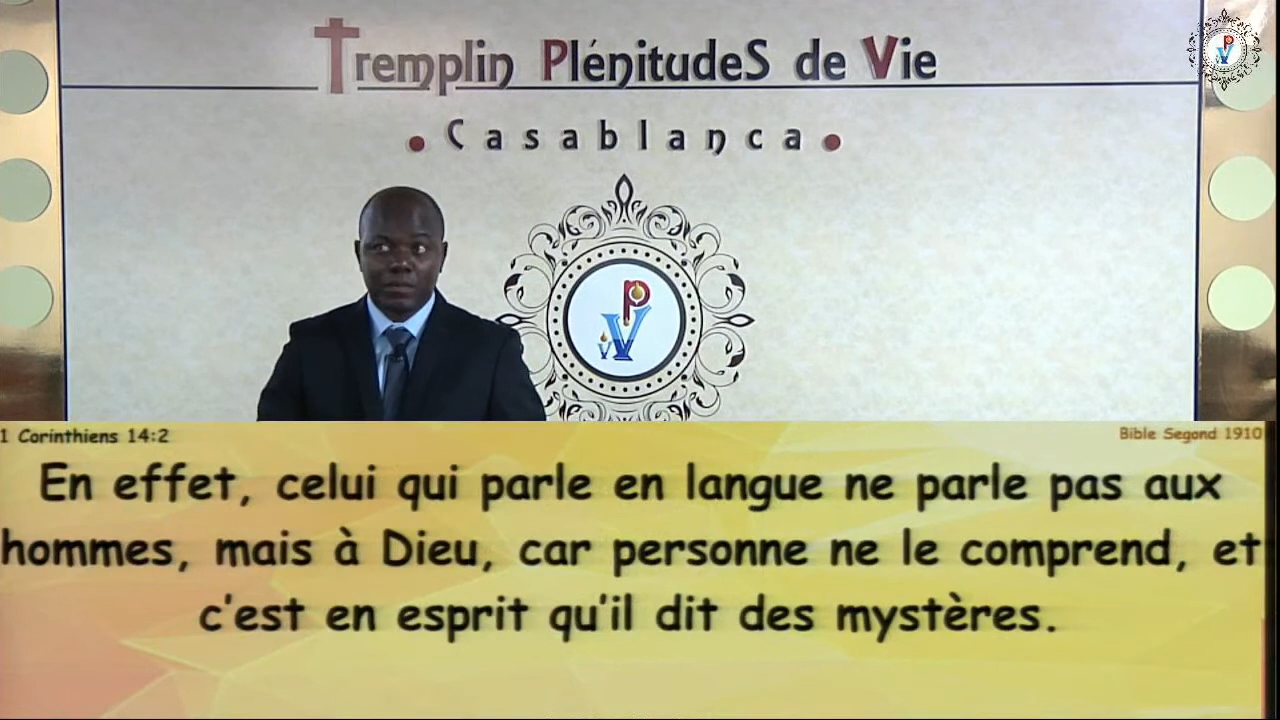 Tremplin PlénitudeS de Vie
Casablanca
PV
1 Corinthiens 14:2
Bible Segond 1910
En effet, celui qui parle en langue ne parle pas aux
hommes, mais à Dieu, car personne ne le comprend, et
c'est en esprit qu'il dit des mystères.